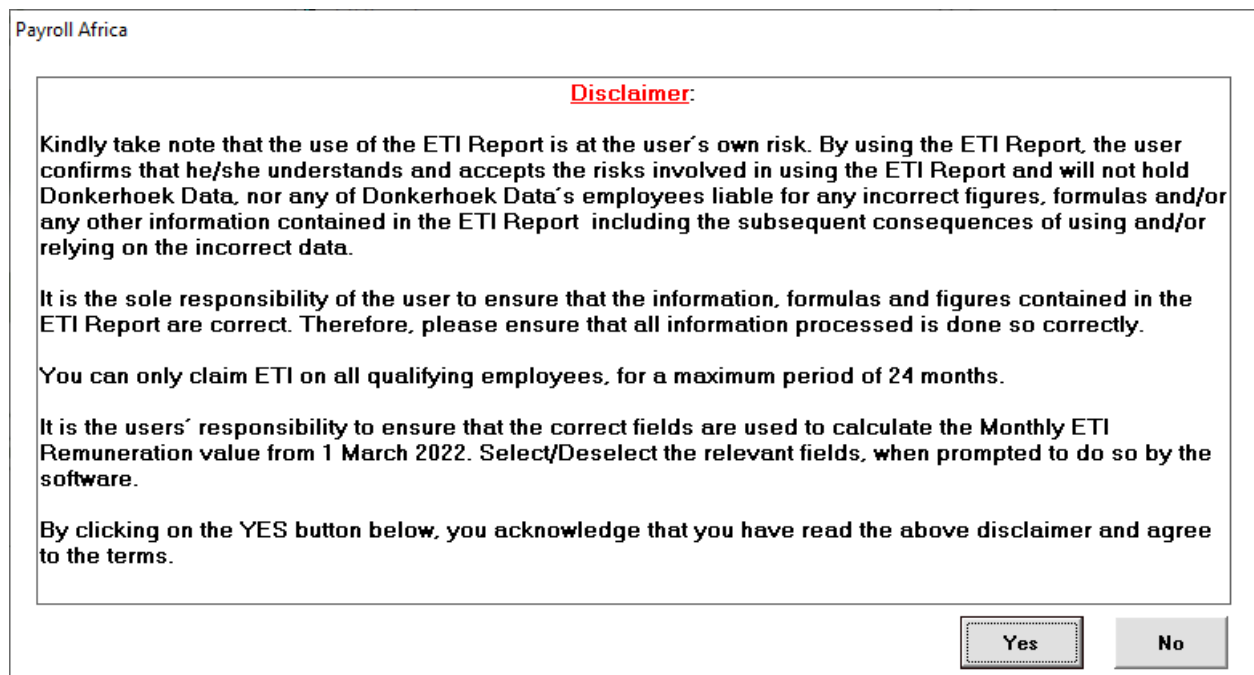 Payroll Africa
Disclaimer:
Kindly take note that the use of the ETI Report is at the user´s own risk. By using the ETI Report, the user
confirms that he/she understands and accepts the risks involved in using the ETI Report and will not hold
Donkerhoek Data, nor any of Donkerhoek Data´s employees liable for any incorrect figures, formulas and/or
any other information contained in the ETI Report  including the subsequent consequences of using and/or
relying on the incorrect data.
It is the sole responsibility of the user to ensure that the information, formulas and figures contained in the
ETI Report are correct. Therefore, please ensure that all information processed is done so correctly.
You can only claim ETI on all qualifying employees, for a maximum period of 24 months.
It is the users´ responsibility to ensure that the correct fields are used to calculate the Monthly ETI
Remuneration value from 1 March 2022. Select/Deselect the relevant fields, when prompted to do so by the
software.
By clicking on the YES button below, you acknowledge that you have read the above disclaimer and agree
to the terms.
Yes No